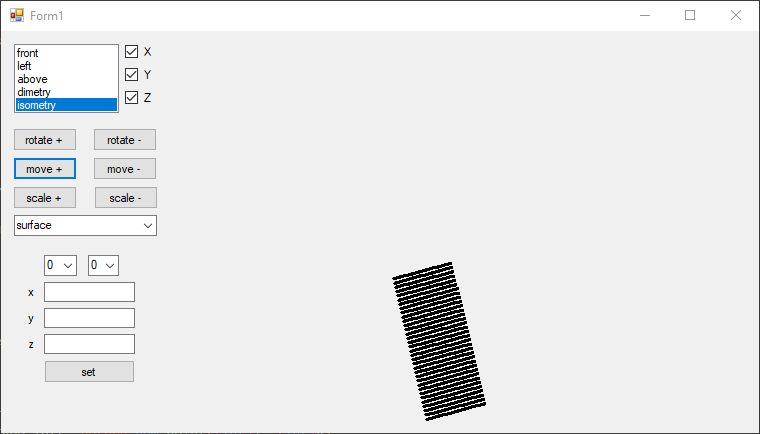 Form1
front
left
above
dimetry
isometry
X
Y
Z
rotate +
rotate -
move +
move -
scale +
scale -
surface
0
0
x
y
z
set